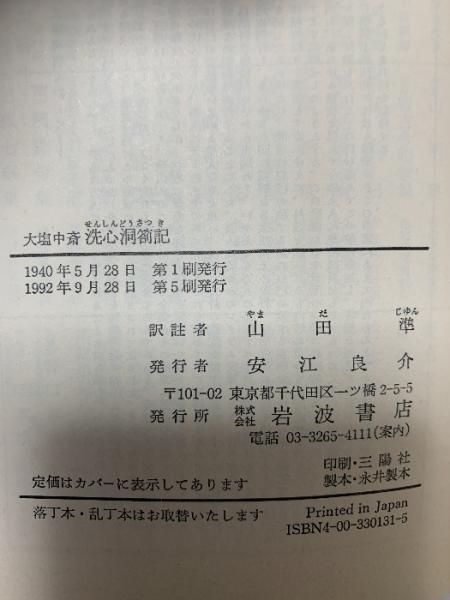 せんしんどうさつき
大塩中斎 洗心洞箚記
1940年5月28日 第1刷発行
1992年9月28日 第5刷発行
やま だ じゅん
訳註者 山田準
発行者 安江良介
〒101-02 東京都千代田区一ツ橋2-5-5
発行所 株式会社 岩波書店
電話 03-3265-4111(案内)
印刷・三陽社
定価はカバーに表示してあります 製本・永井製本
落丁本・乱丁本はお取替いたします Printed in Japan
ISBN4-00-330131-5